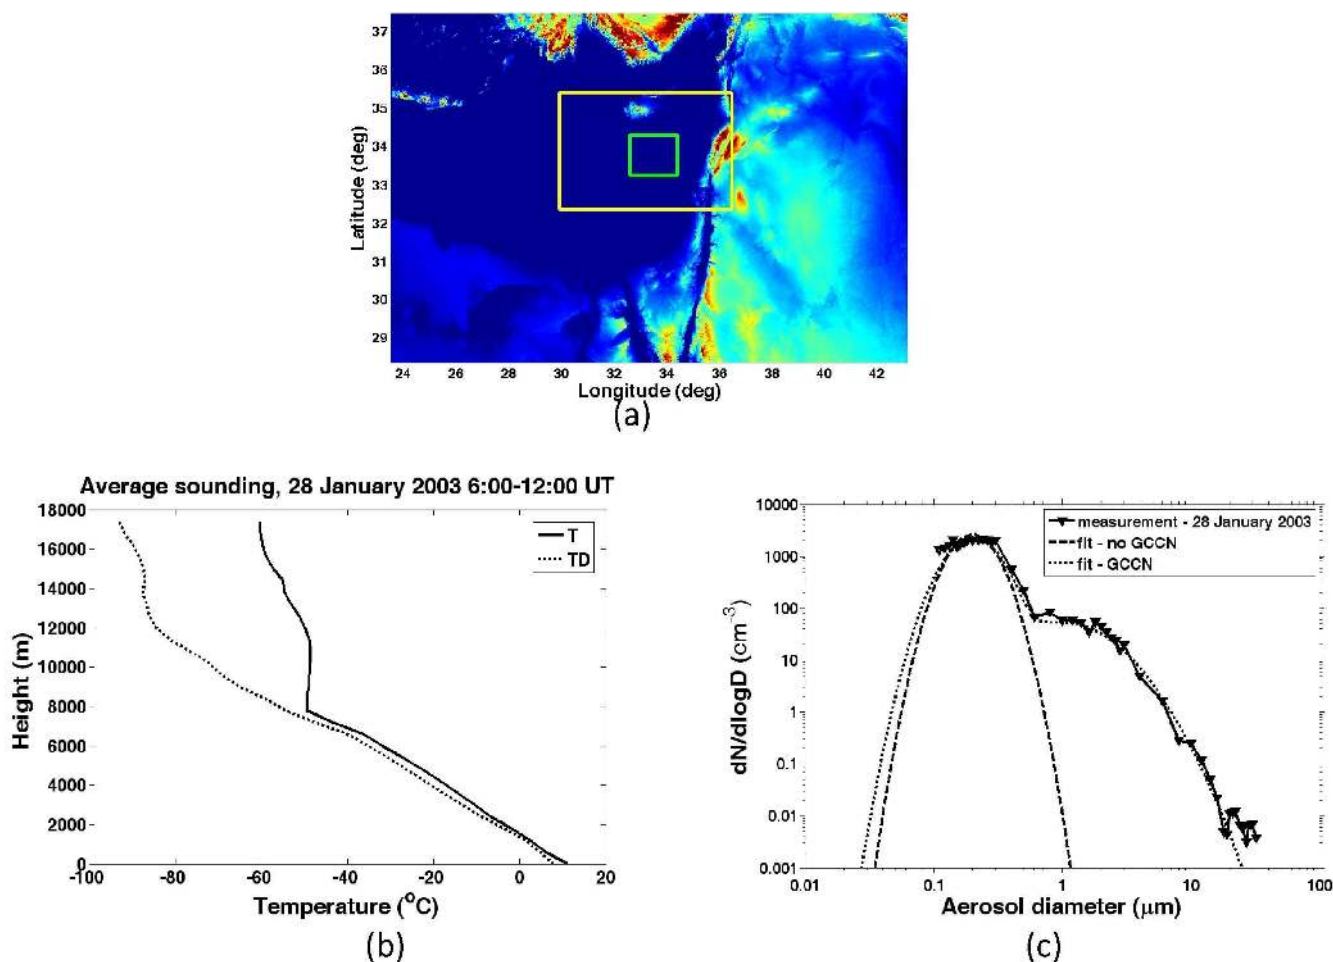 37
36
35
34
33
32
31
30
29
Latitude (deg)
24 26 28 30 32 34 36 38 40 42
Longitude (deg)
(a)
Average sounding, 28 January 2003 6:00-12:00 UT
18000
16000
14000
12000
10000
8000
6000
4000
2000
0
Height (m)
T
TD
-100 -80 -60 -40 -20 0 20
Temperature (°C)
(b)
10000
1000
100
10
1
0.1
0.01
0.001
dN/dlogD (cm⁻³)
measurement - 28 January 2003
fit - no GCCN
fit - GCCN
0.01 0.1 1 10 100
Aerosol diameter (μm)
(c)